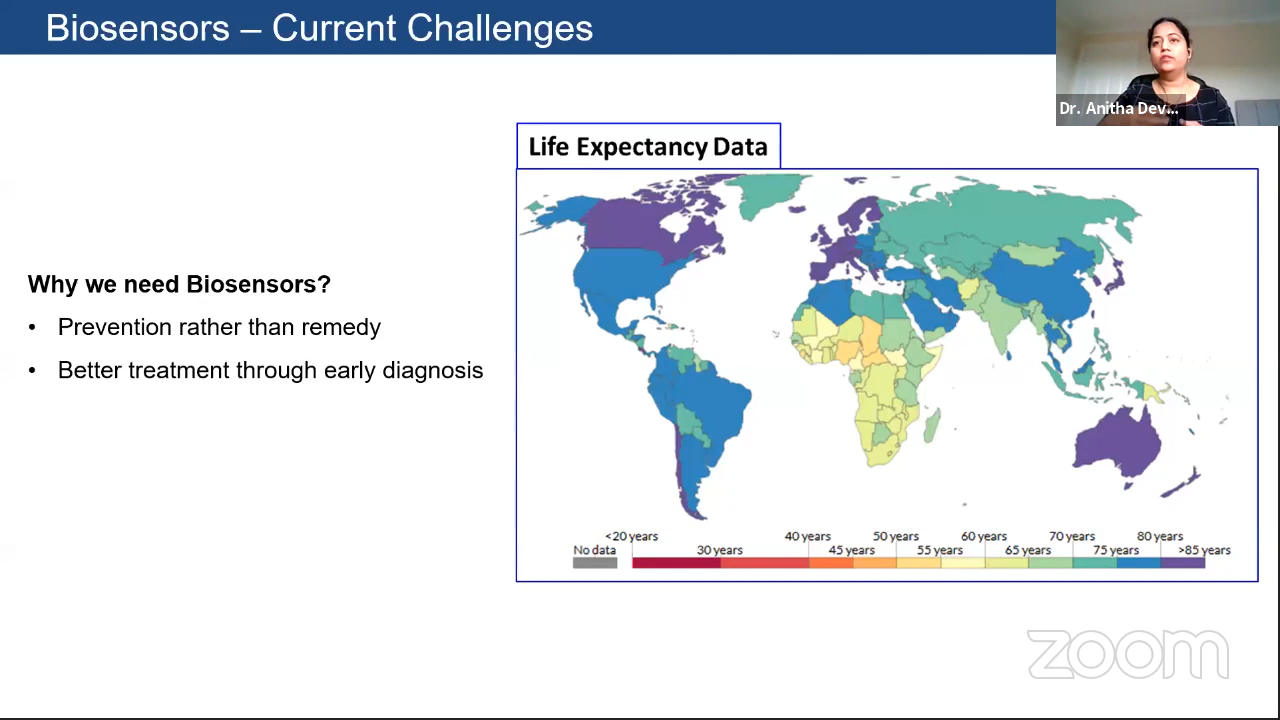 Biosensors – Current Challenges
Dr. Anitha Dev...
Life Expectancy Data
Why we need Biosensors?
• Prevention rather than remedy
• Better treatment through early diagnosis
<20 years 40 years 50 years 60 years 70 years 80 years
No data 30 years 45 years 55 years 65 years 75 years >85 years
zoom